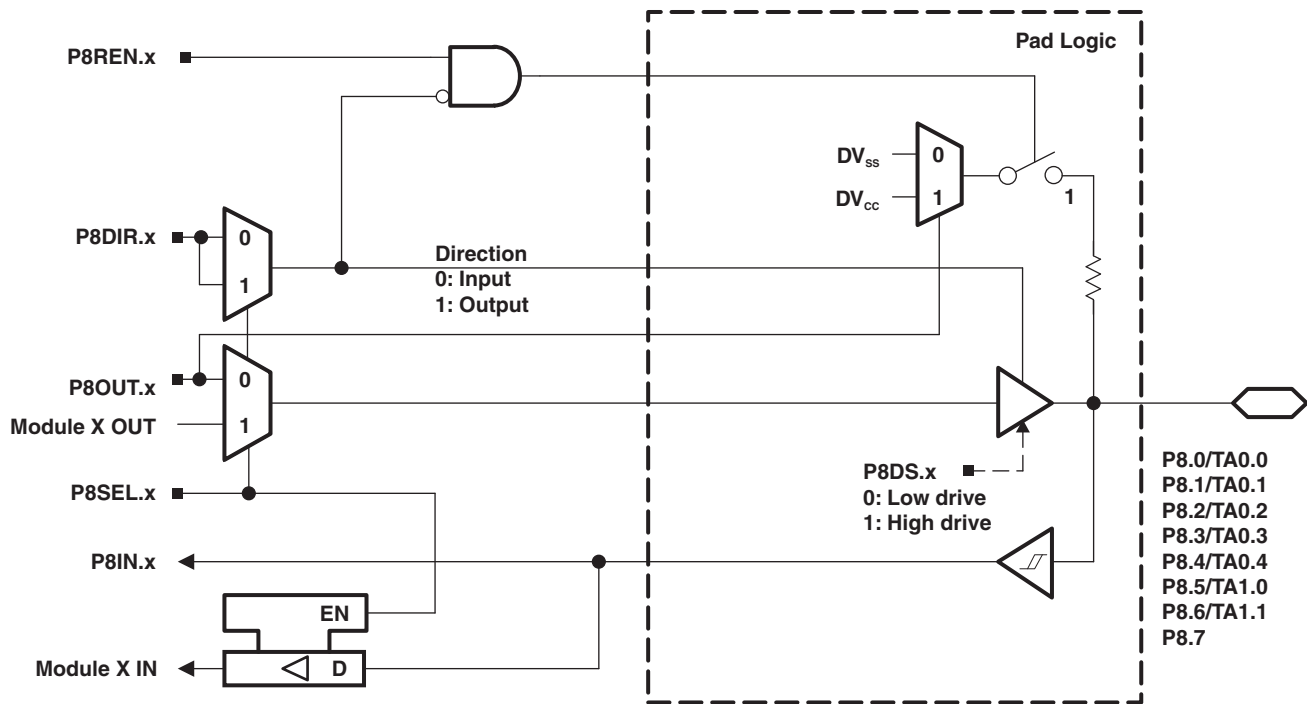 P8REN.x
Pad Logic
DVss
0
DVcc
1
1
P8DIR.x
0
1
Direction
0: Input
1: Output
P8OUT.x
0
Module X OUT
1
P8DS.x
0: Low drive
1: High drive
P8SEL.x
P8.0/TA0.0
P8.1/TA0.1
P8.2/TA0.2
P8.3/TA0.3
P8.4/TA0.4
P8.5/TA1.0
P8.6/TA1.1
P8.7
P8IN.x
EN
Module X IN
D